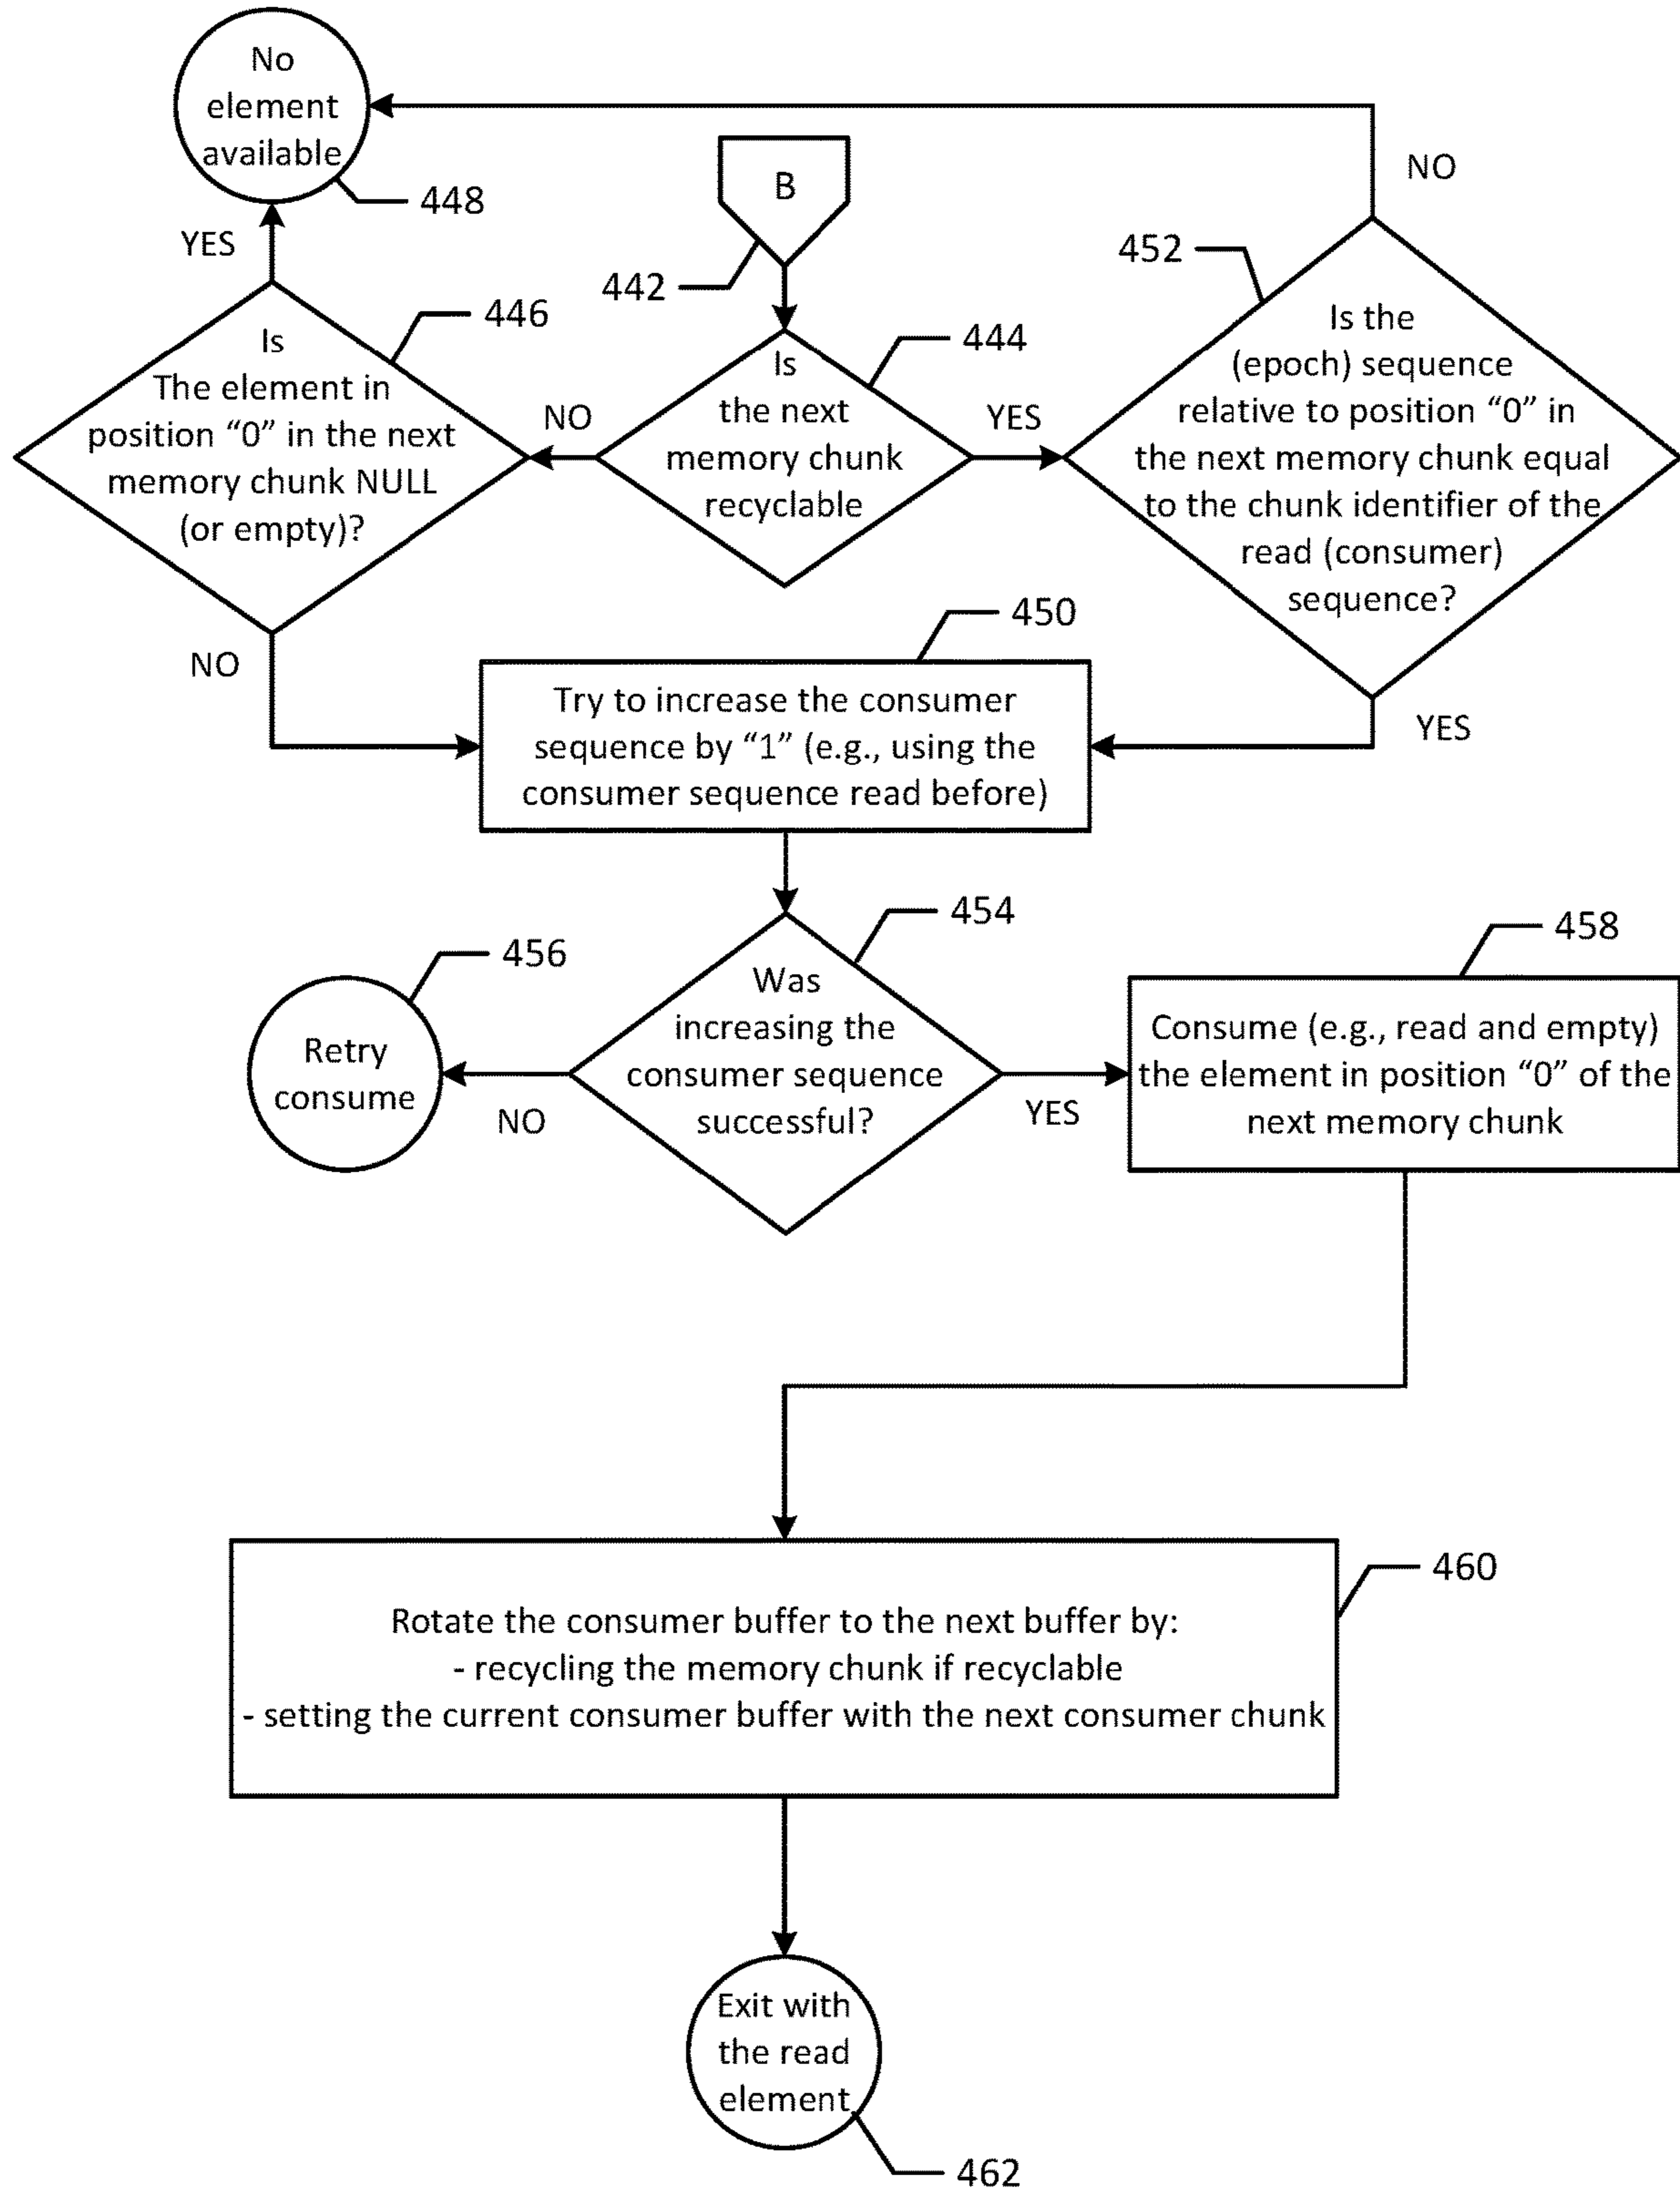 No
element
available
448
YES
B
442
NO
452
Is
The element in
position “0” in the next
memory chunk NULL
(or empty)?
446
NO
Is
the next
memory chunk
recyclable
444
YES
Is the
(epoch) sequence
relative to position “0” in
the next memory chunk equal
to the chunk identifier of the
read (consumer)
sequence?
NO
450
YES
Try to increase the consumer
sequence by “1” (e.g., using the
consumer sequence read before)
454
456
458
Retry
consume
NO
Was
increasing the
consumer sequence
successful?
YES
Consume (e.g., read and empty)
the element in position “0” of the
next memory chunk
460
Rotate the consumer buffer to the next buffer by:
- recycling the memory chunk if recyclable
- setting the current consumer buffer with the next consumer chunk
Exit with
the read
element
462